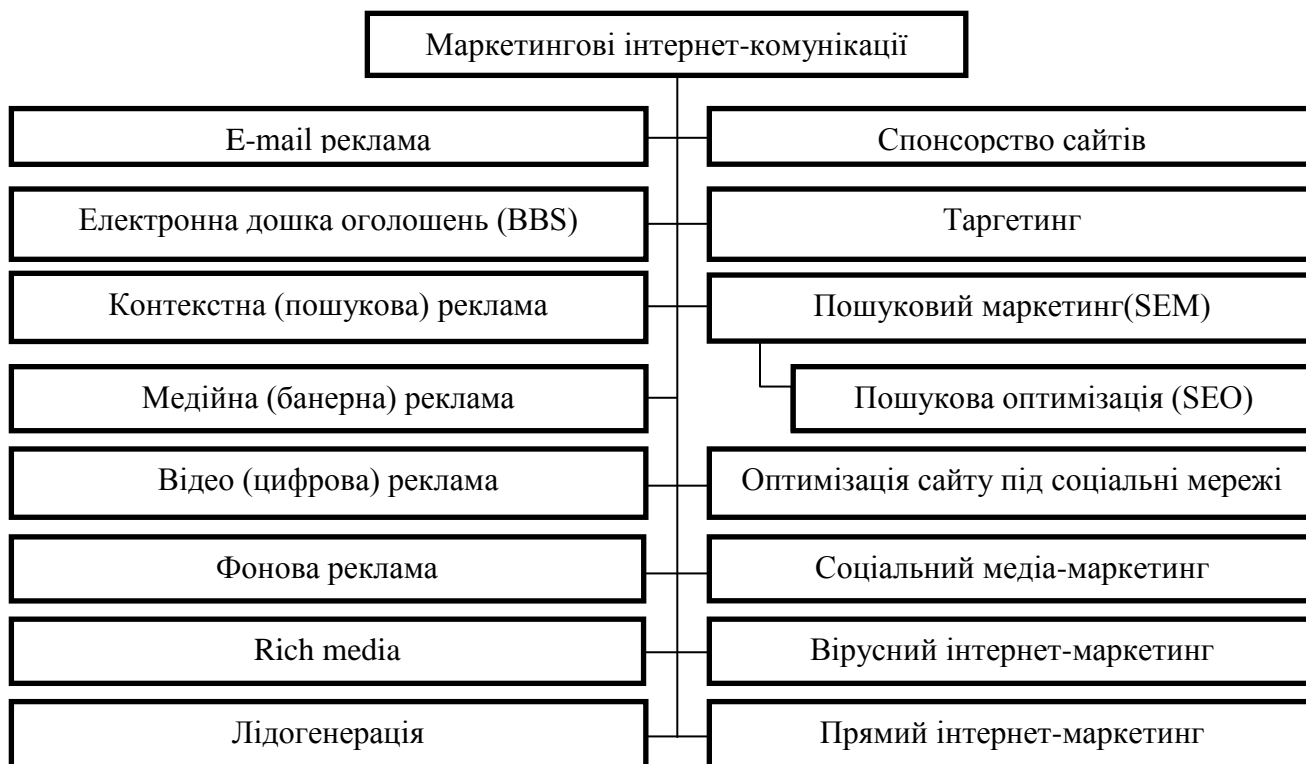 Маркетингові інтернет-комунікації
E-mail реклама
Спонсорство сайтів
Електронна дошка оголошень (BBS)
Таргетинг
Контекстна (пошукова) реклама
Пошуковий маркетинг(SEM)
Медійна (банерна) реклама
Пошукова оптимізація (SEO)
Відео (цифрова) реклама
Оптимізація сайту під соціальні мережі
Фонова реклама
Соціальний медіа-маркетинг
Rich media
Вірусний інтернет-маркетинг
Лідогенерація
Прямий інтернет-маркетинг